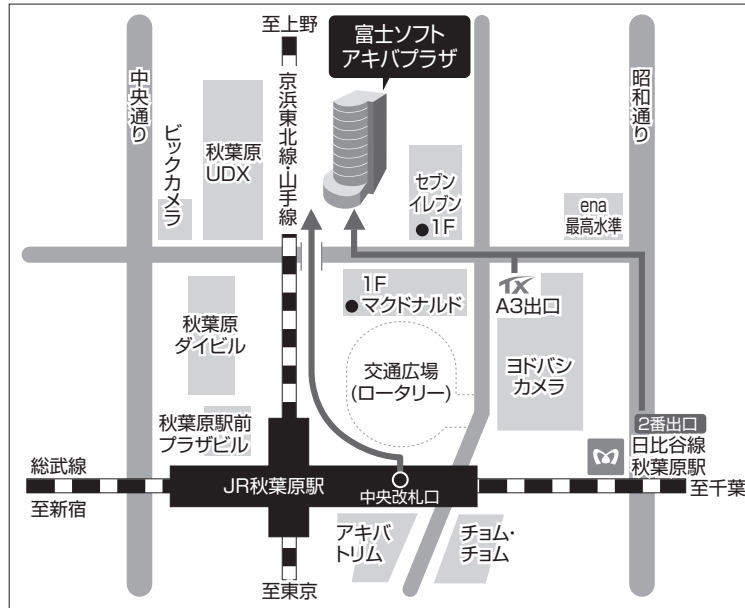 至上野
富士ソフト
アキバプラザ
中央通り
京浜東北線・山手線
昭和通り
ビックカメラ
秋葉原
UDX
セブン
イレブン
●1F
ena
最高水準
1F
●マクドナルド
TX
A3出口
秋葉原
ダイビル
交通広場
(ロータリー)
ヨドバシ
カメラ
秋葉原駅前
プラザビル
2番出口
日比谷線
秋葉原駅
総武線
至新宿
JR秋葉原駅
中央改札口
至千葉
アキバ
トリム
チョム・
チョム
至東京